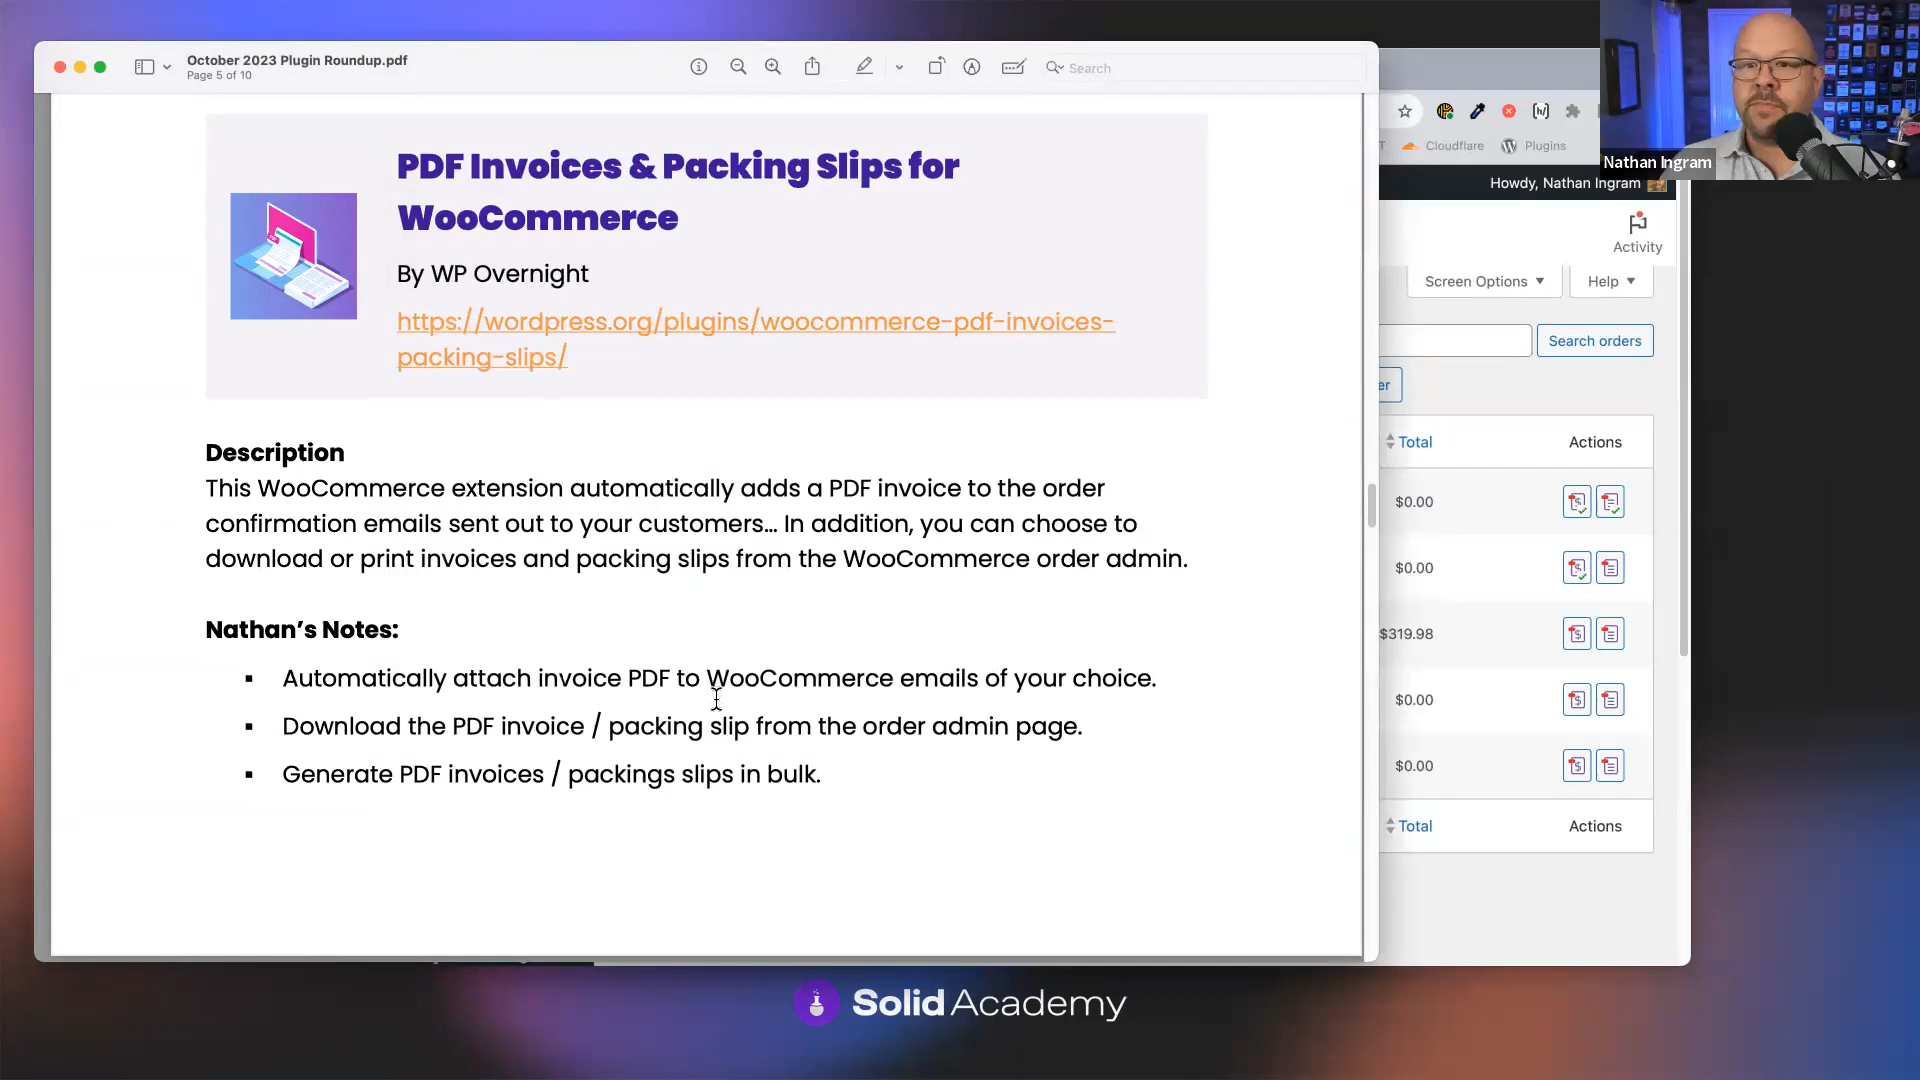 October 2023 Plugin Roundup.pdf
Page 5 of 10
Search
PDF Invoices & Packing Slips for
WooCommerce
By WP Overnight
https://wordpress.org/plugins/woocommerce-pdf-invoices-
packing-slips/
Description
This WooCommerce extension automatically adds a PDF invoice to the order
confirmation emails sent out to your customers... In addition, you can choose to
download or print invoices and packing slips from the WooCommerce order admin.
Nathan's Notes:
▪ Automatically attach invoice PDF to WooCommerce emails of your choice.
▪ Download the PDF invoice / packing slip from the order admin page.
▪ Generate PDF invoices / packings slips in bulk.
T Cloudflare Plugins
Nathan Ingram
Howdy, Nathan Ingram
Activity
Screen Options ▼ Help ▼
Search orders
er
Total Actions
$0.00
$0.00
$319.98
$0.00
$0.00
Total Actions
Solid Academy